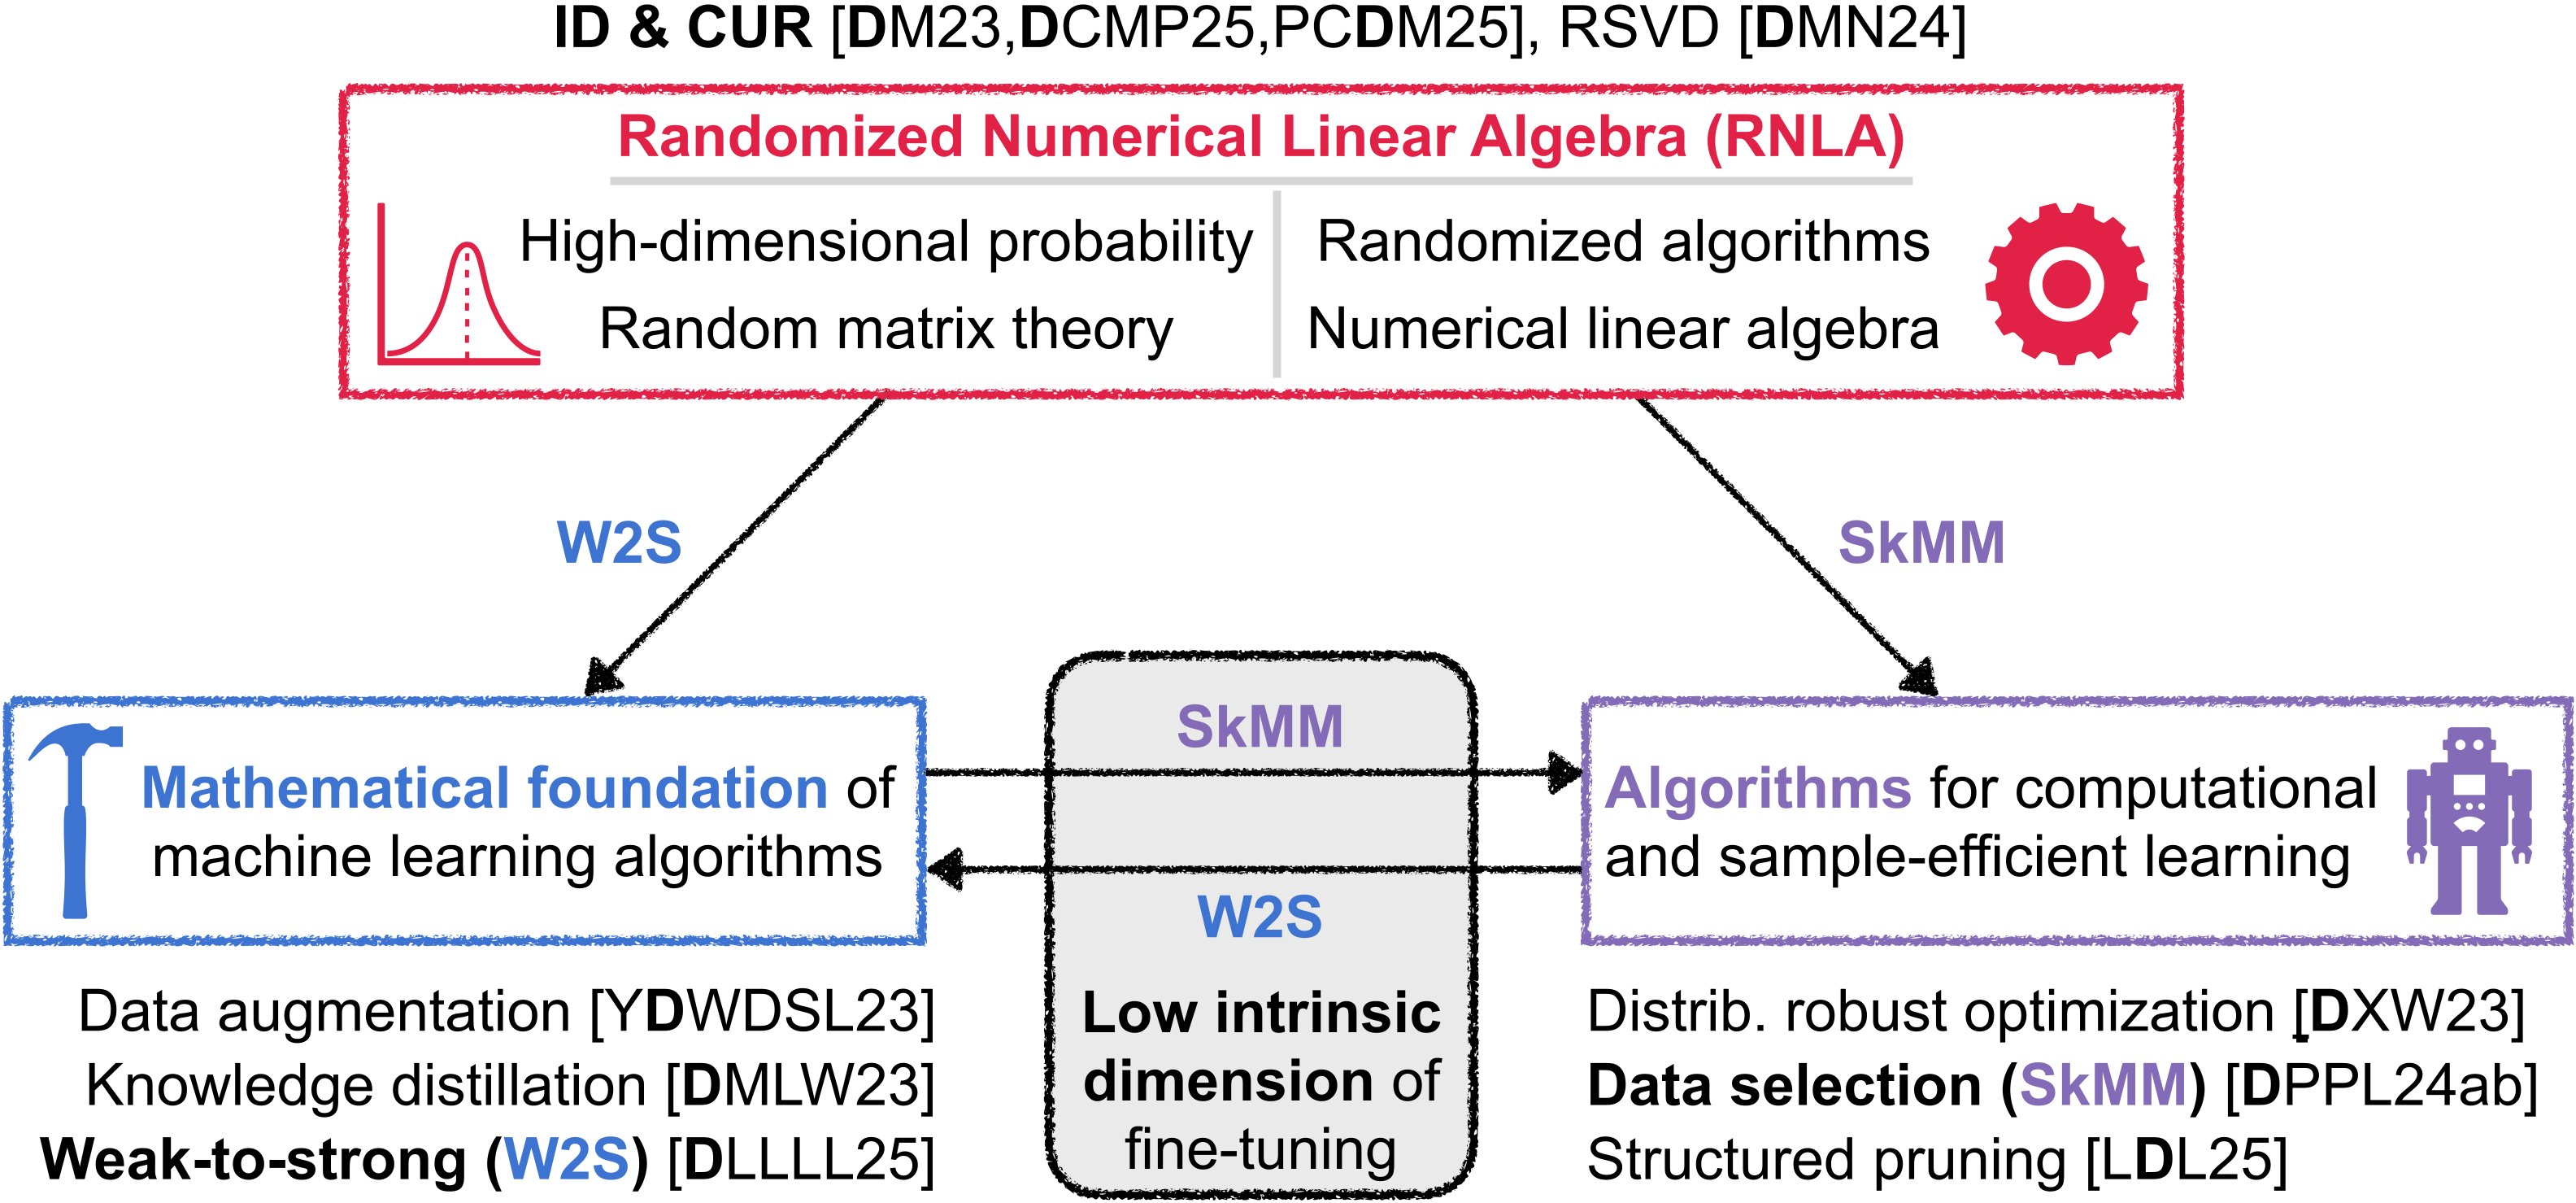 ID & CUR [DM23,DCMP25,PCDM25], RSVD [DMN24]
Randomized Numerical Linear Algebra (RNLA)
High-dimensional probability
Random matrix theory
Randomized algorithms
Numerical linear algebra
W2S
SkMM
Mathematical foundation of
machine learning algorithms
SkMM
W2S
Low intrinsic
dimension of
fine-tuning
Algorithms for computational
and sample-efficient learning
Data augmentation [YDWDSL23]
Knowledge distillation [DMLW23]
Weak-to-strong (W2S) [DLLLL25]
Distrib. robust optimization [DXW23]
Data selection (SkMM) [DPPL24ab]
Structured pruning [LDL25]